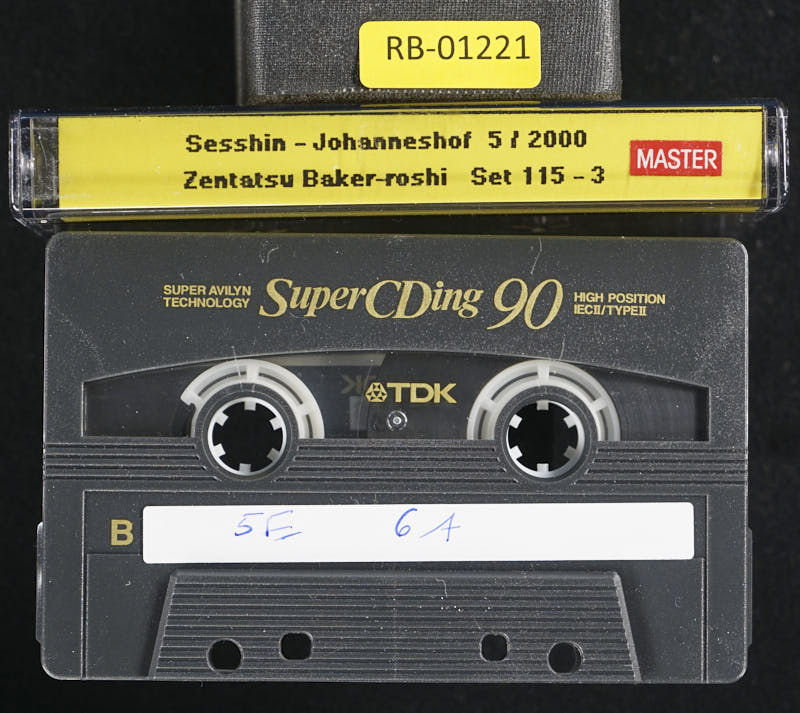 RB-01221
Sesshin - Johanneshof 5 / 2000
Zentatsu Baker-roshi Set 115 - 3
MASTER
SUPER AVILYN
TECHNOLOGY
SuperCDing 90
HIGH POSITION
IECII/TYPEII
TDK
B
5E 6A